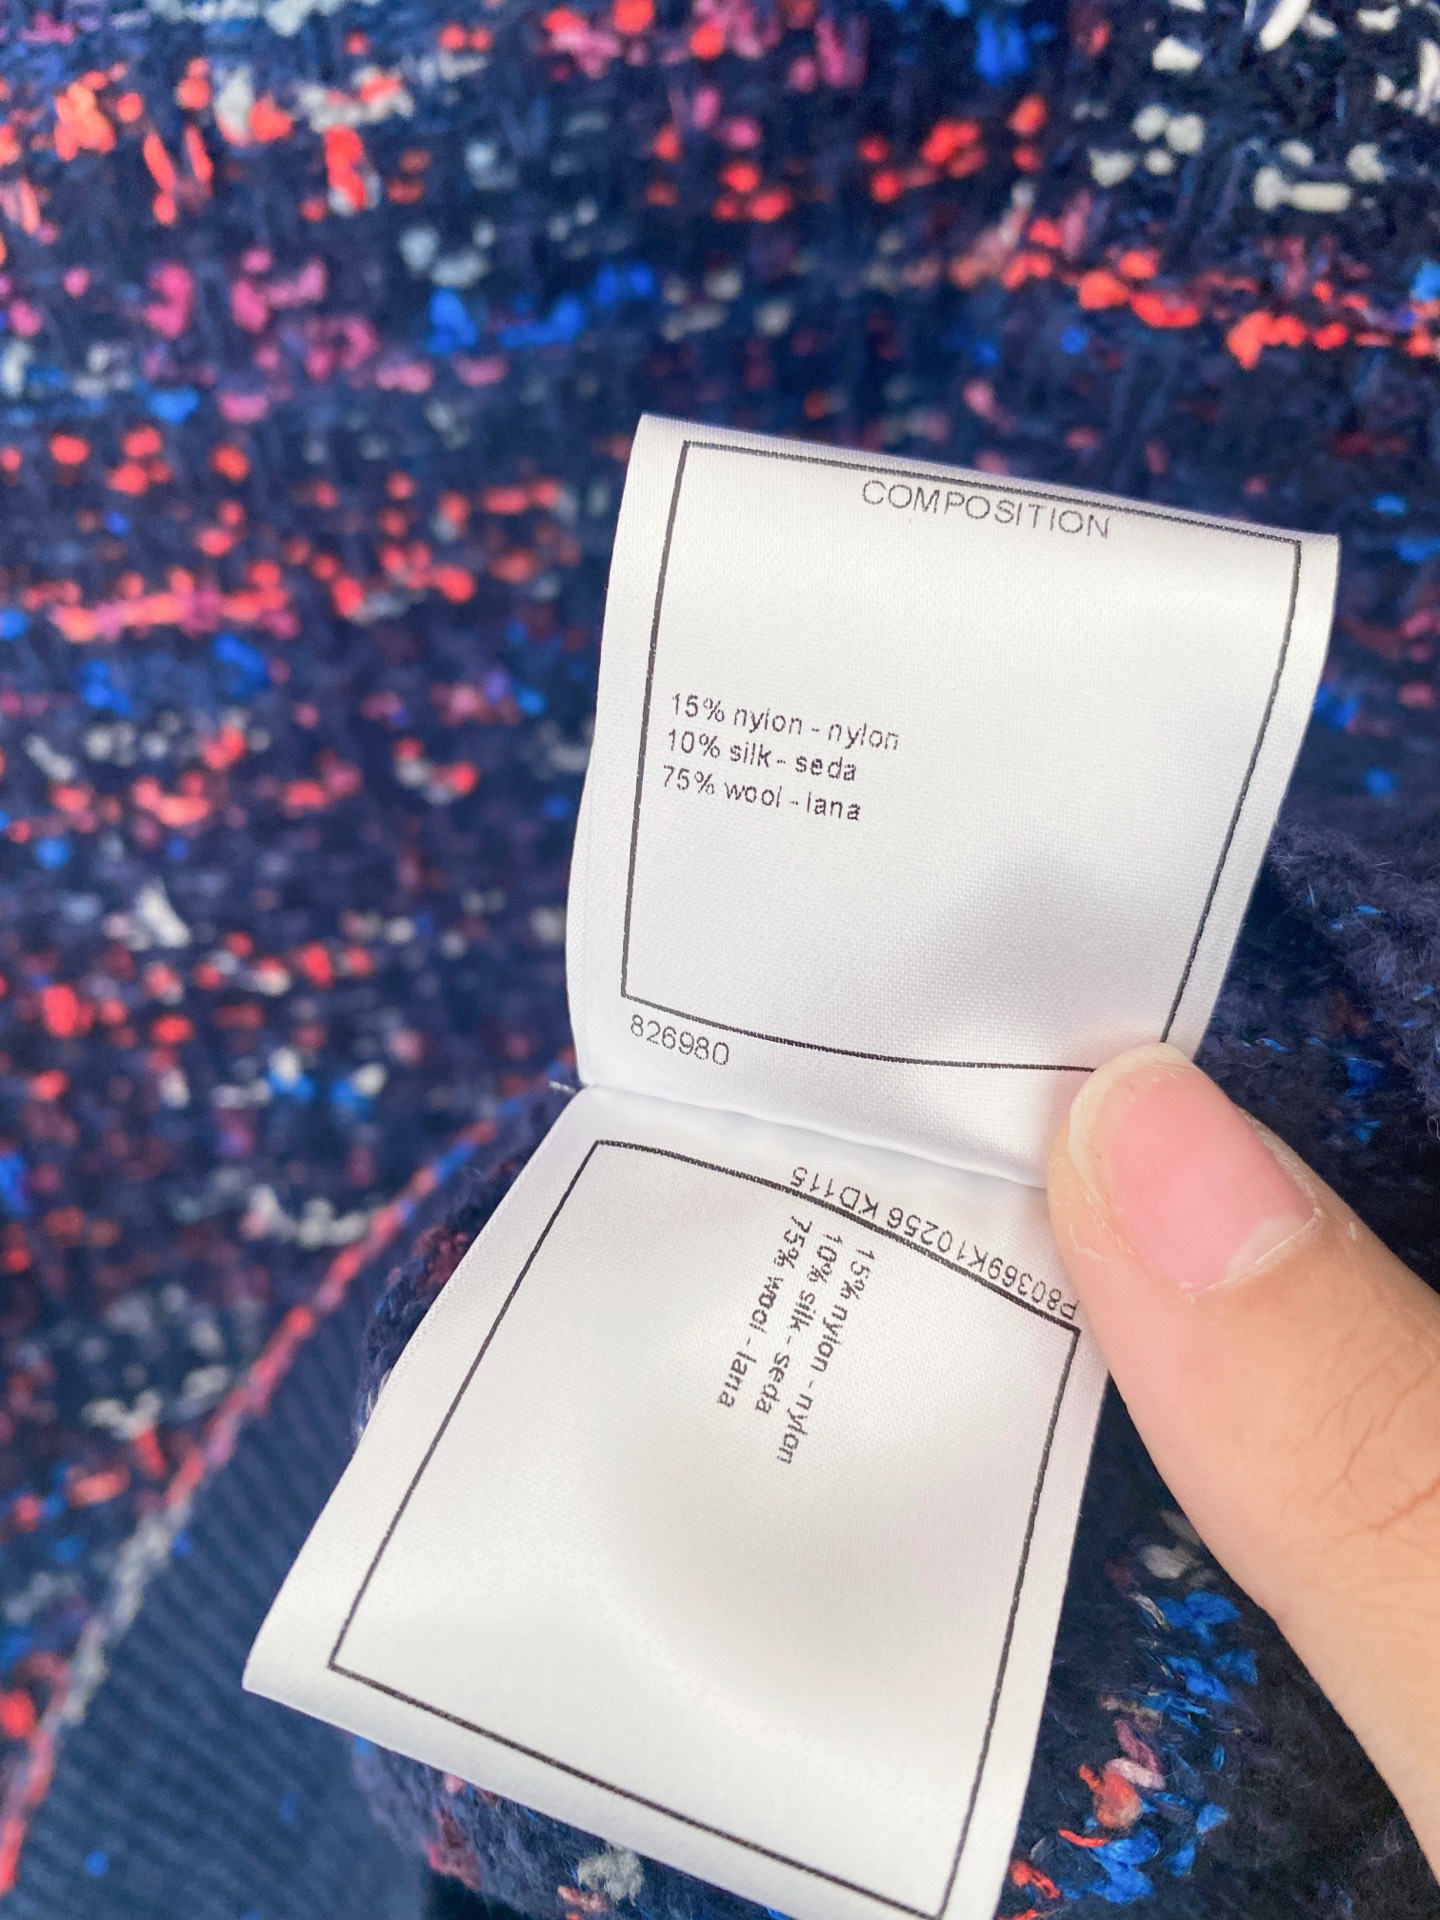 COMPOSITION
15% nylon - nylon
10% silk - seda
75% wool - lana
826980
P80369K10256 KD115
15% nylon - nylon
10% silk - seda
75% wool - lana